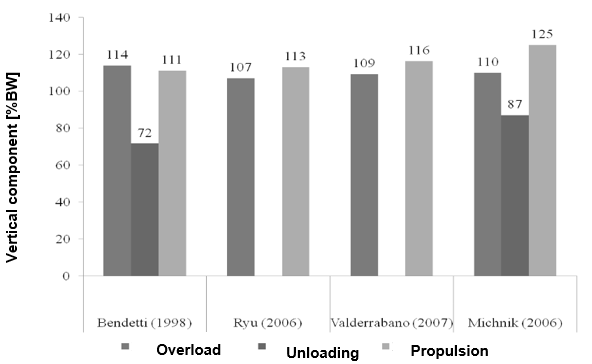 Vertical component [%BW]
140
120
100
80
60
40
20
0
114
72
111
107
113
109
116
110
87
125
Bendetti (1998)
Ryu (2006)
Valderrabano (2007)
Michnik (2006)
Overload
Unloading
Propulsion